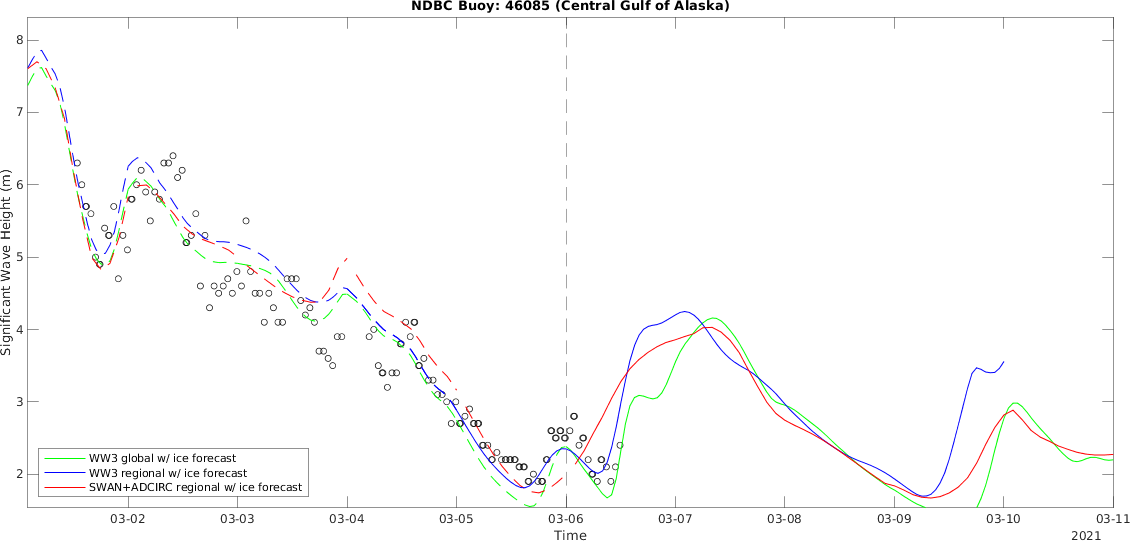 NDBC Buoy: 46085 (Central Gulf of Alaska)
Significant Wave Height (m)
8
7
6
5
4
3
2
WW3 global w/ ice forecast
WW3 regional w/ ice forecast
SWAN+ADCIRC regional w/ ice forecast
03-02 03-03 03-04 03-05 03-06 03-07 03-08 03-09 03-10 03-11
Time
2021